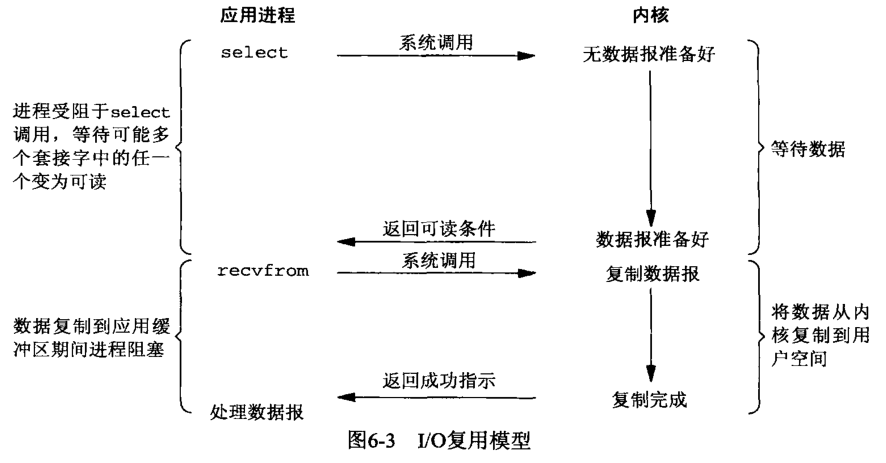 应用进程
内核
select
系统调用
无数据报准备好
进程受阻于select
调用，等待可能多
个套接字中的任一
个变为可读
等待数据
返回可读条件
数据报准备好
recvfrom
系统调用
复制数据报
数据复制到应用缓
冲区期间进程阻塞
将数据从内
核复制到用
户空间
返回成功指示
复制完成
处理数据报
图6-3 I/O复用模型